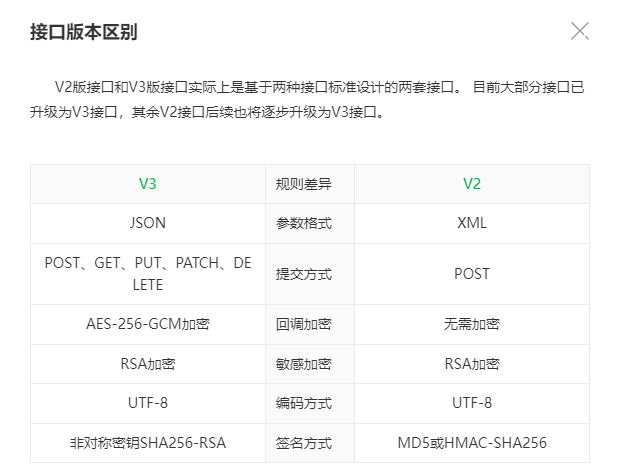 接口版本区别
V2版接口和V3版接口实际上是基于两种接口标准设计的两套接口。 目前大部分接口已
升级为V3接口，其余V2接口后续也将逐步升级为V3接口。
V3 规则差异 V2
JSON 参数格式 XML
POST、GET、PUT、PATCH、DE
LETE 提交方式 POST
AES-256-GCM加密 回调加密 无需加密
RSA加密 敏感加密 RSA加密
UTF-8 编码方式 UTF-8
非对称密钥SHA256-RSA 签名方式 MD5或HMAC-SHA256